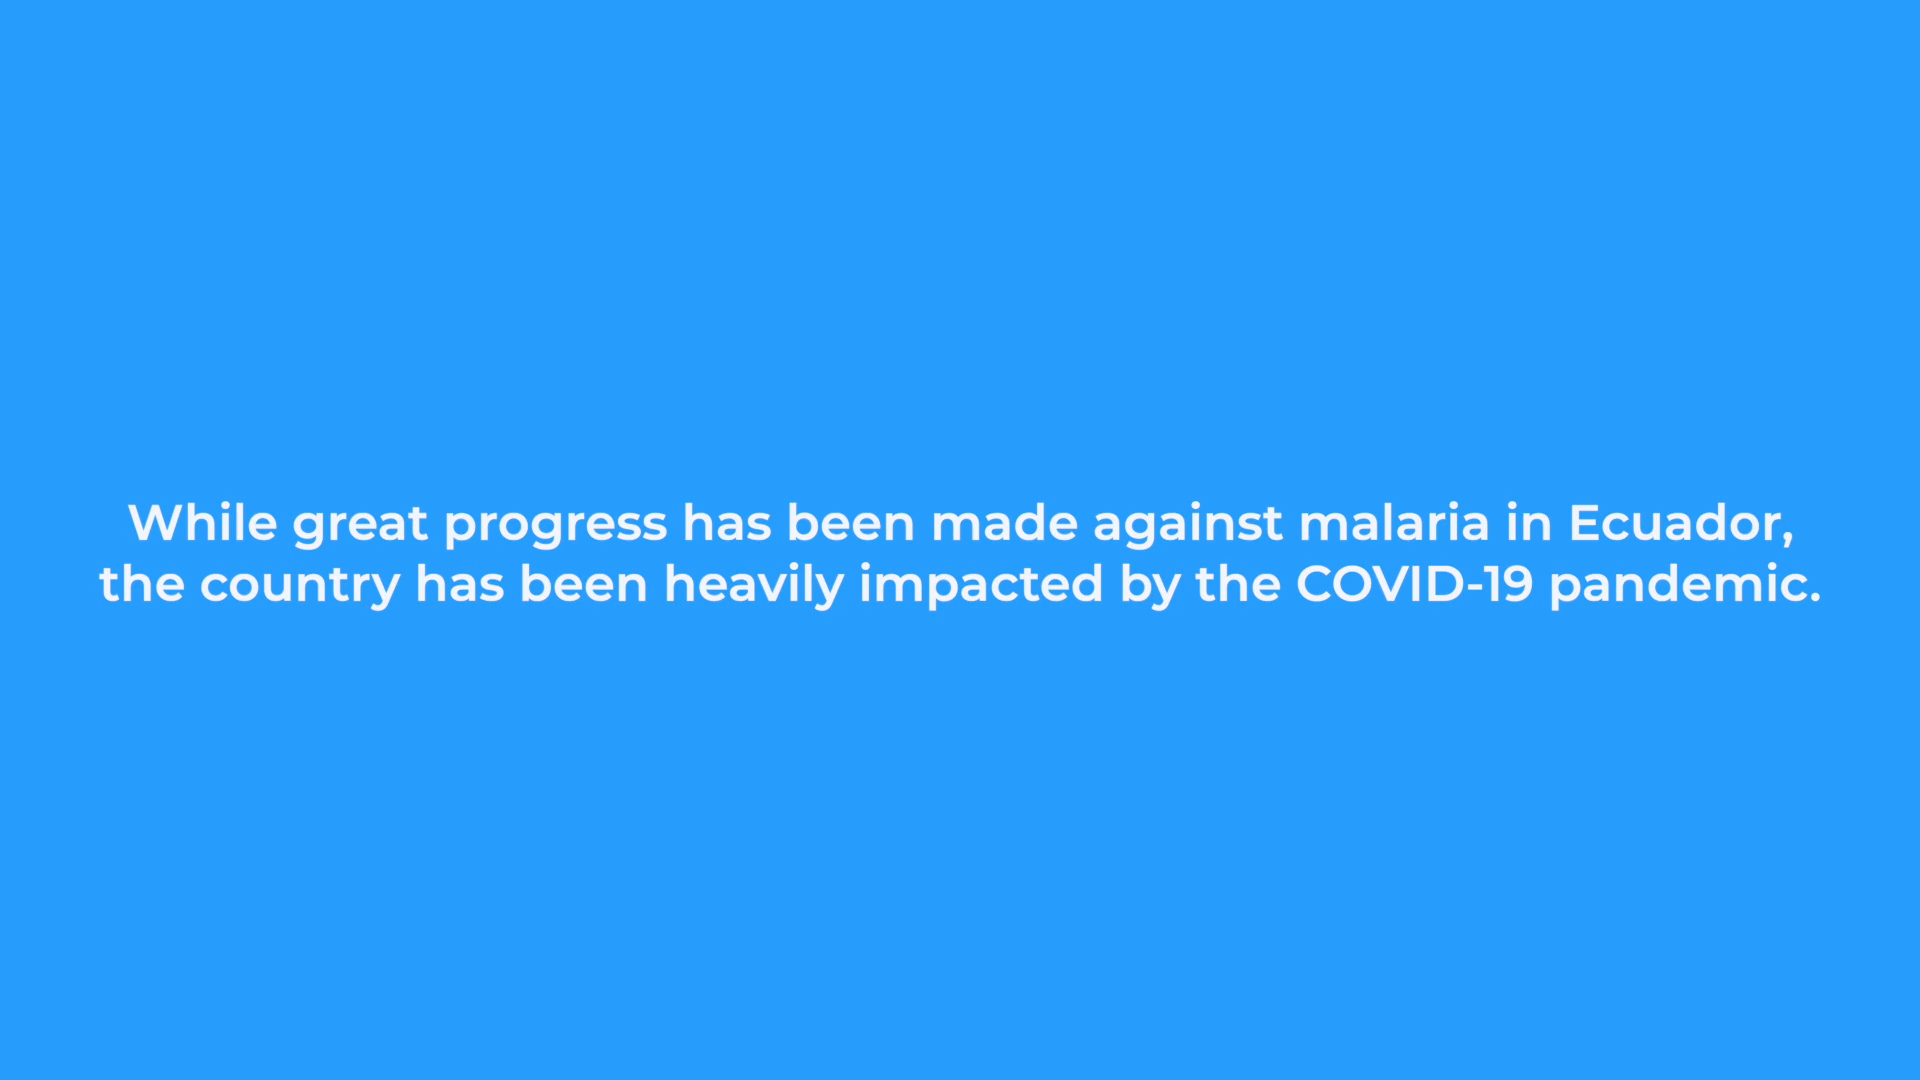 While great progress has been made against malaria in Ecuador,
the country has been heavily impacted by the COVID-19 pandemic.